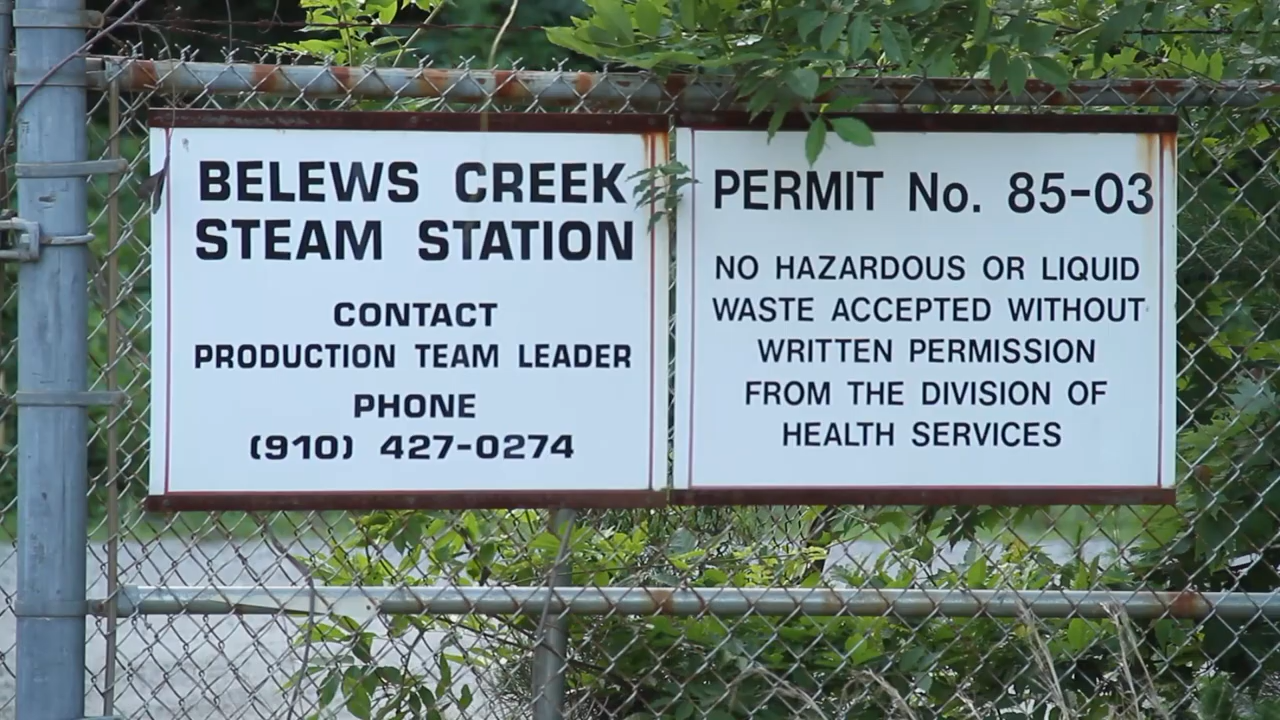 BELEWS CREEK
STEAM STATION
CONTACT
PRODUCTION TEAM LEADER
PHONE
(910) 427-0274
PERMIT No. 85-03
NO HAZARDOUS OR LIQUID
WASTE ACCEPTED WITHOUT
WRITTEN PERMISSION
FROM THE DIVISION OF
HEALTH SERVICES